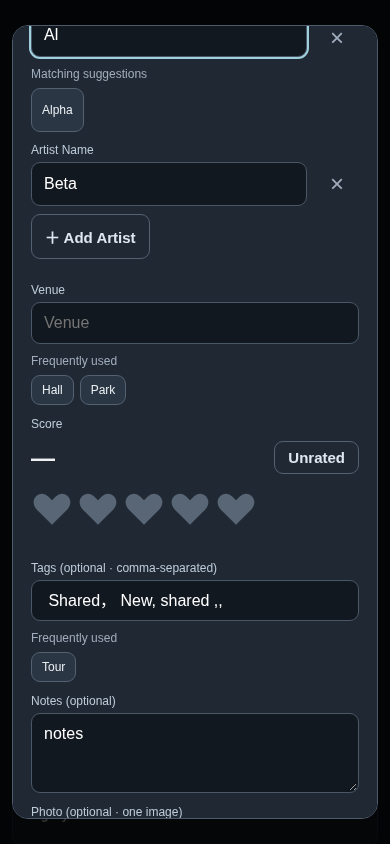 Al
Matching suggestions
Alpha
Artist Name
Beta
+ Add Artist
Venue
Venue
Frequently used
Hall Park
Score
—
Unrated
Tags (optional · comma-separated)
Shared， New, shared ,,
Frequently used
Tour
Notes (optional)
notes
Photo (optional · one image)